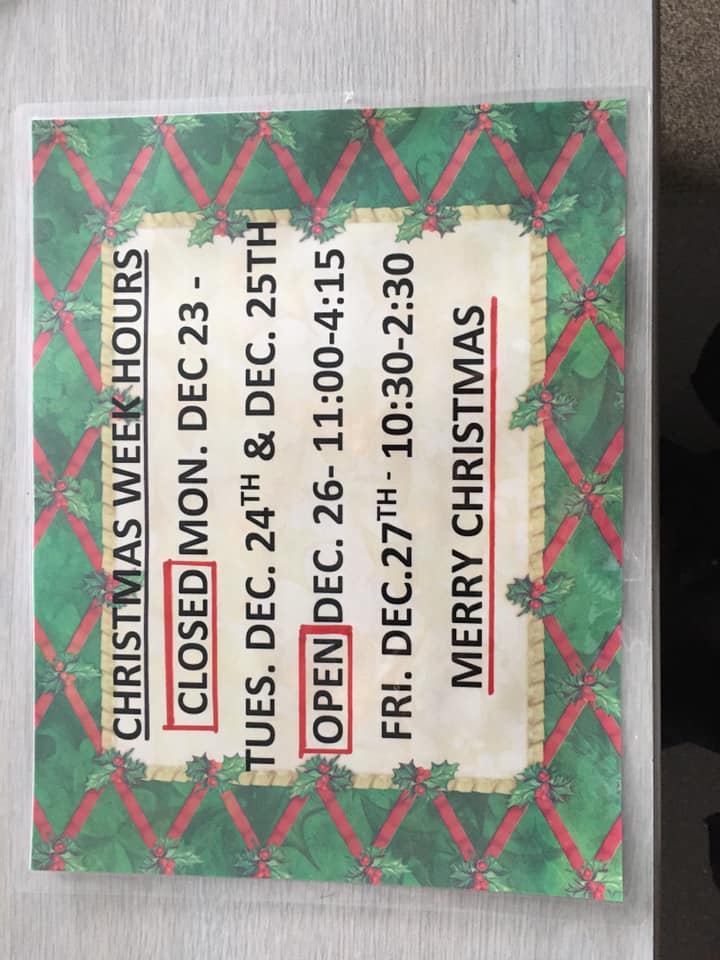 CHRISTMAS WEEK HOURS
CLOSED MON. DEC 23 -
TUES. DEC. 24TH & DEC. 25TH
OPEN DEC. 26- 11:00-4:15
FRI. DEC.27TH- 10:30-2:30
MERRY CHRISTMAS